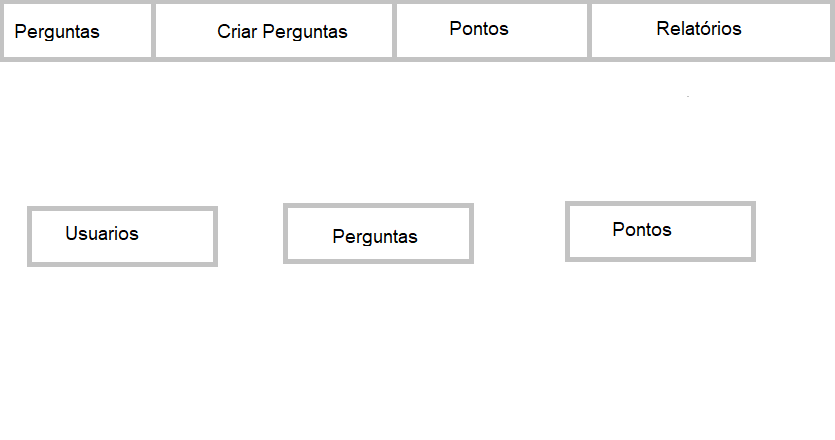 Perguntas
Criar Perguntas
Pontos
Relatórios
Usuarios
Perguntas
Pontos